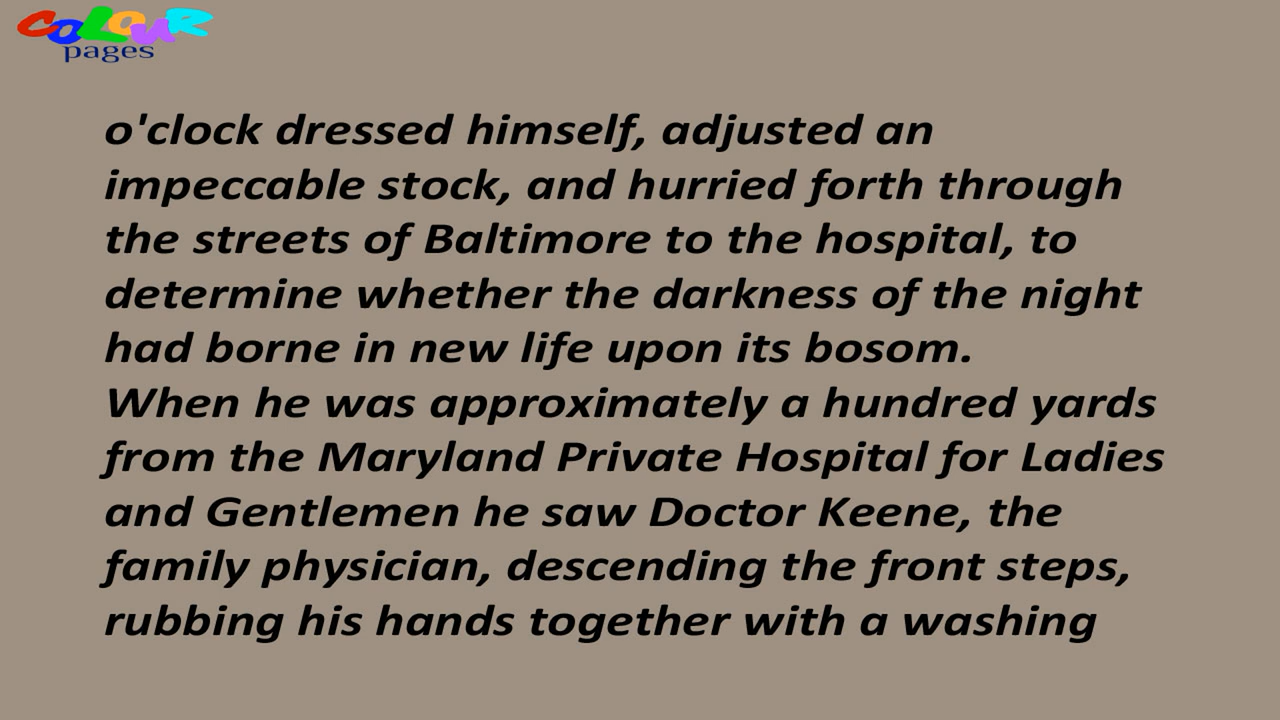 COLOUR
pages
o'clock dressed himself, adjusted an
impeccable stock, and hurried forth through
the streets of Baltimore to the hospital, to
determine whether the darkness of the night
had borne in new life upon its bosom.
When he was approximately a hundred yards
from the Maryland Private Hospital for Ladies
and Gentlemen he saw Doctor Keene, the
family physician, descending the front steps,
rubbing his hands together with a washing